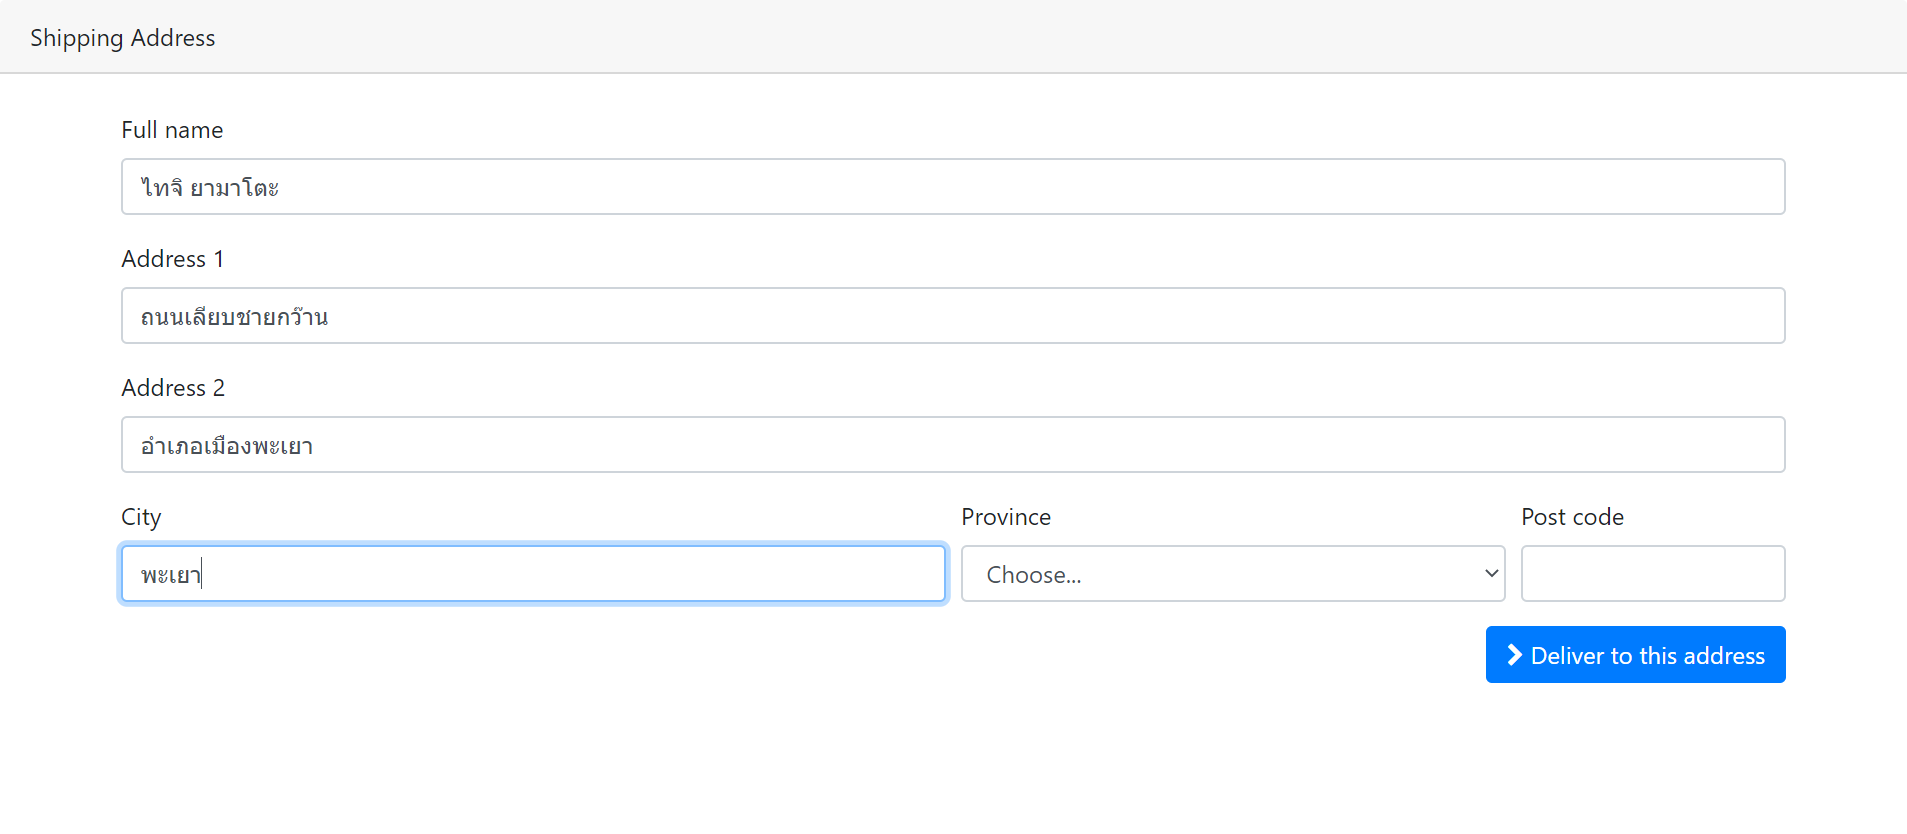 Shipping Address
Full name
ไทจิ ยามาโตะ
Address 1
ถนนเลียบชายกว๊าน
Address 2
อำเภอเมืองพะเยา
City Province Post code
พะเยา Choose...
Deliver to this address